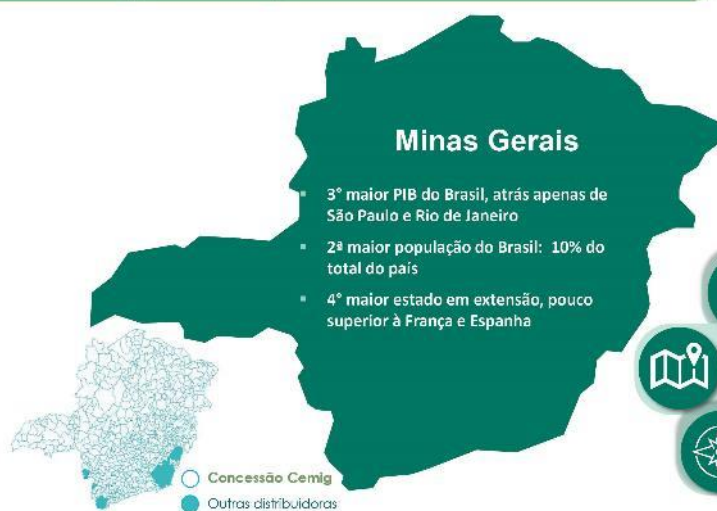 Minas Gerais
▪ 3° maior PIB do Brasil, atrás apenas de
São Paulo e Rio de Janeiro
▪ 2ª maior população do Brasil: 10% do
total do país
▪ 4° maior estado em extensão, pouco
superior à França e Espanha
Concessão Cemig
Outras distribuidoras